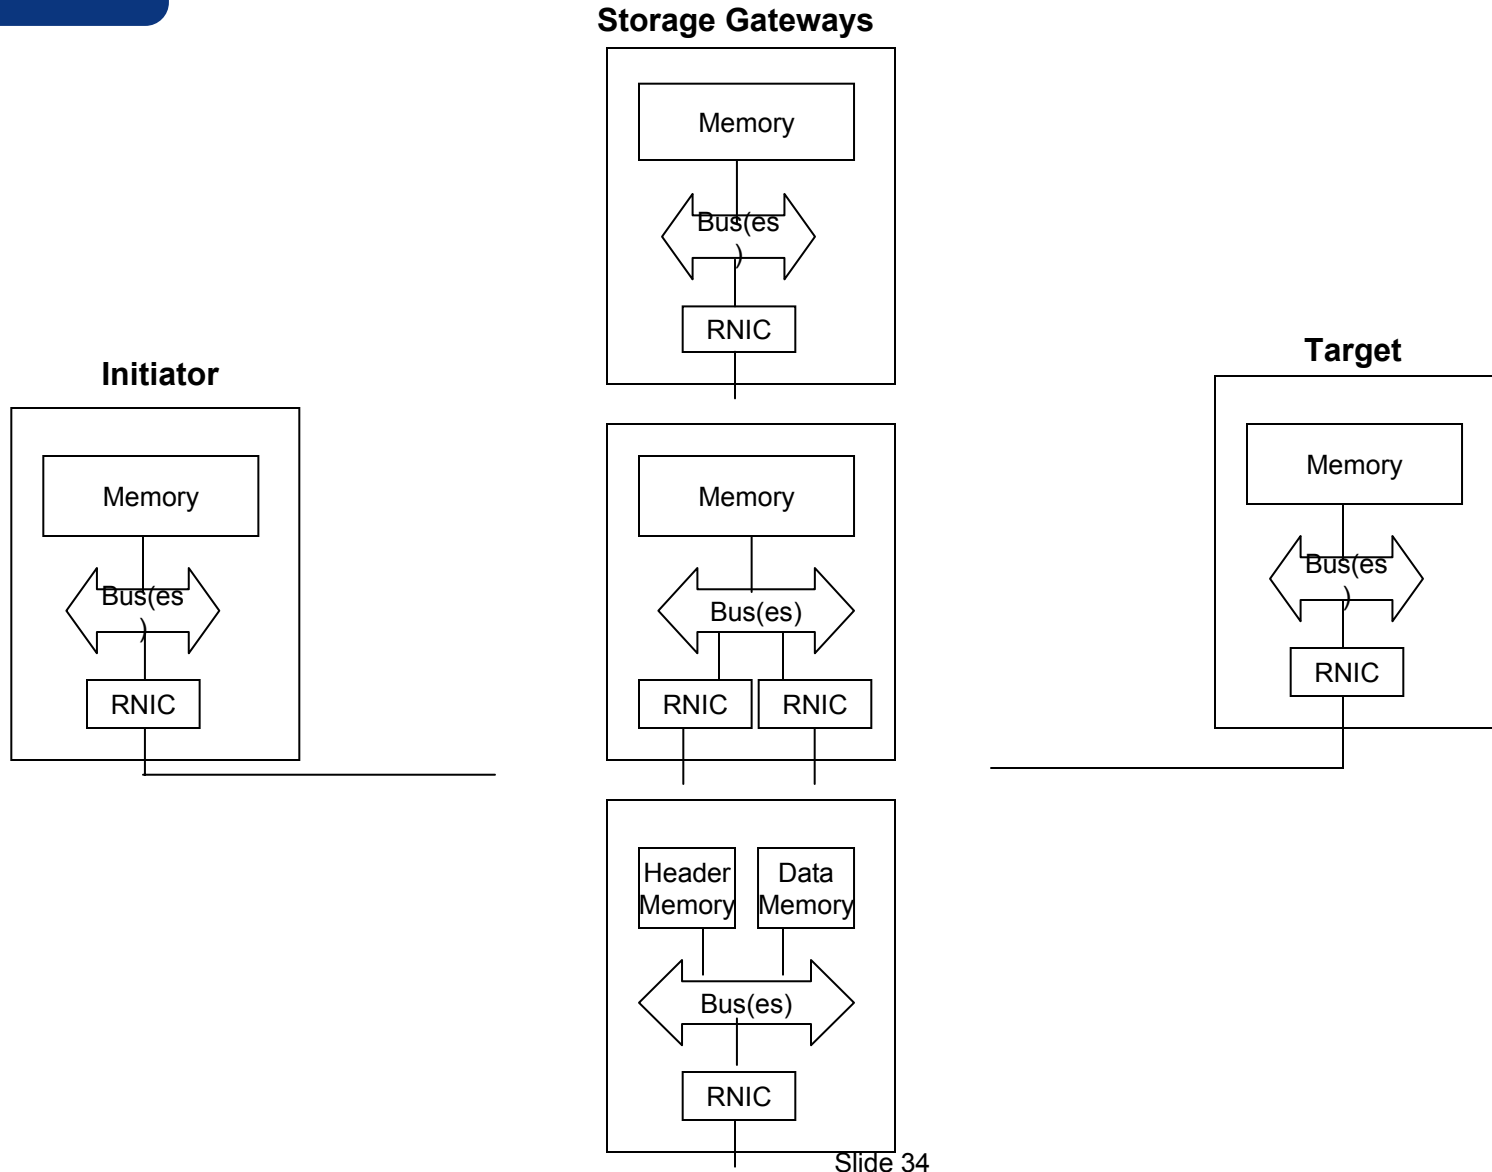 Storage Gateways
Memory
Bus(es
)
RNIC
Initiator
Memory
Bus(es
)
RNIC
Memory
Bus(es)
RNIC
RNIC
Target
Memory
Bus(es
)
RNIC
Header
Memory
Data
Memory
Bus(es)
RNIC
Slide 34